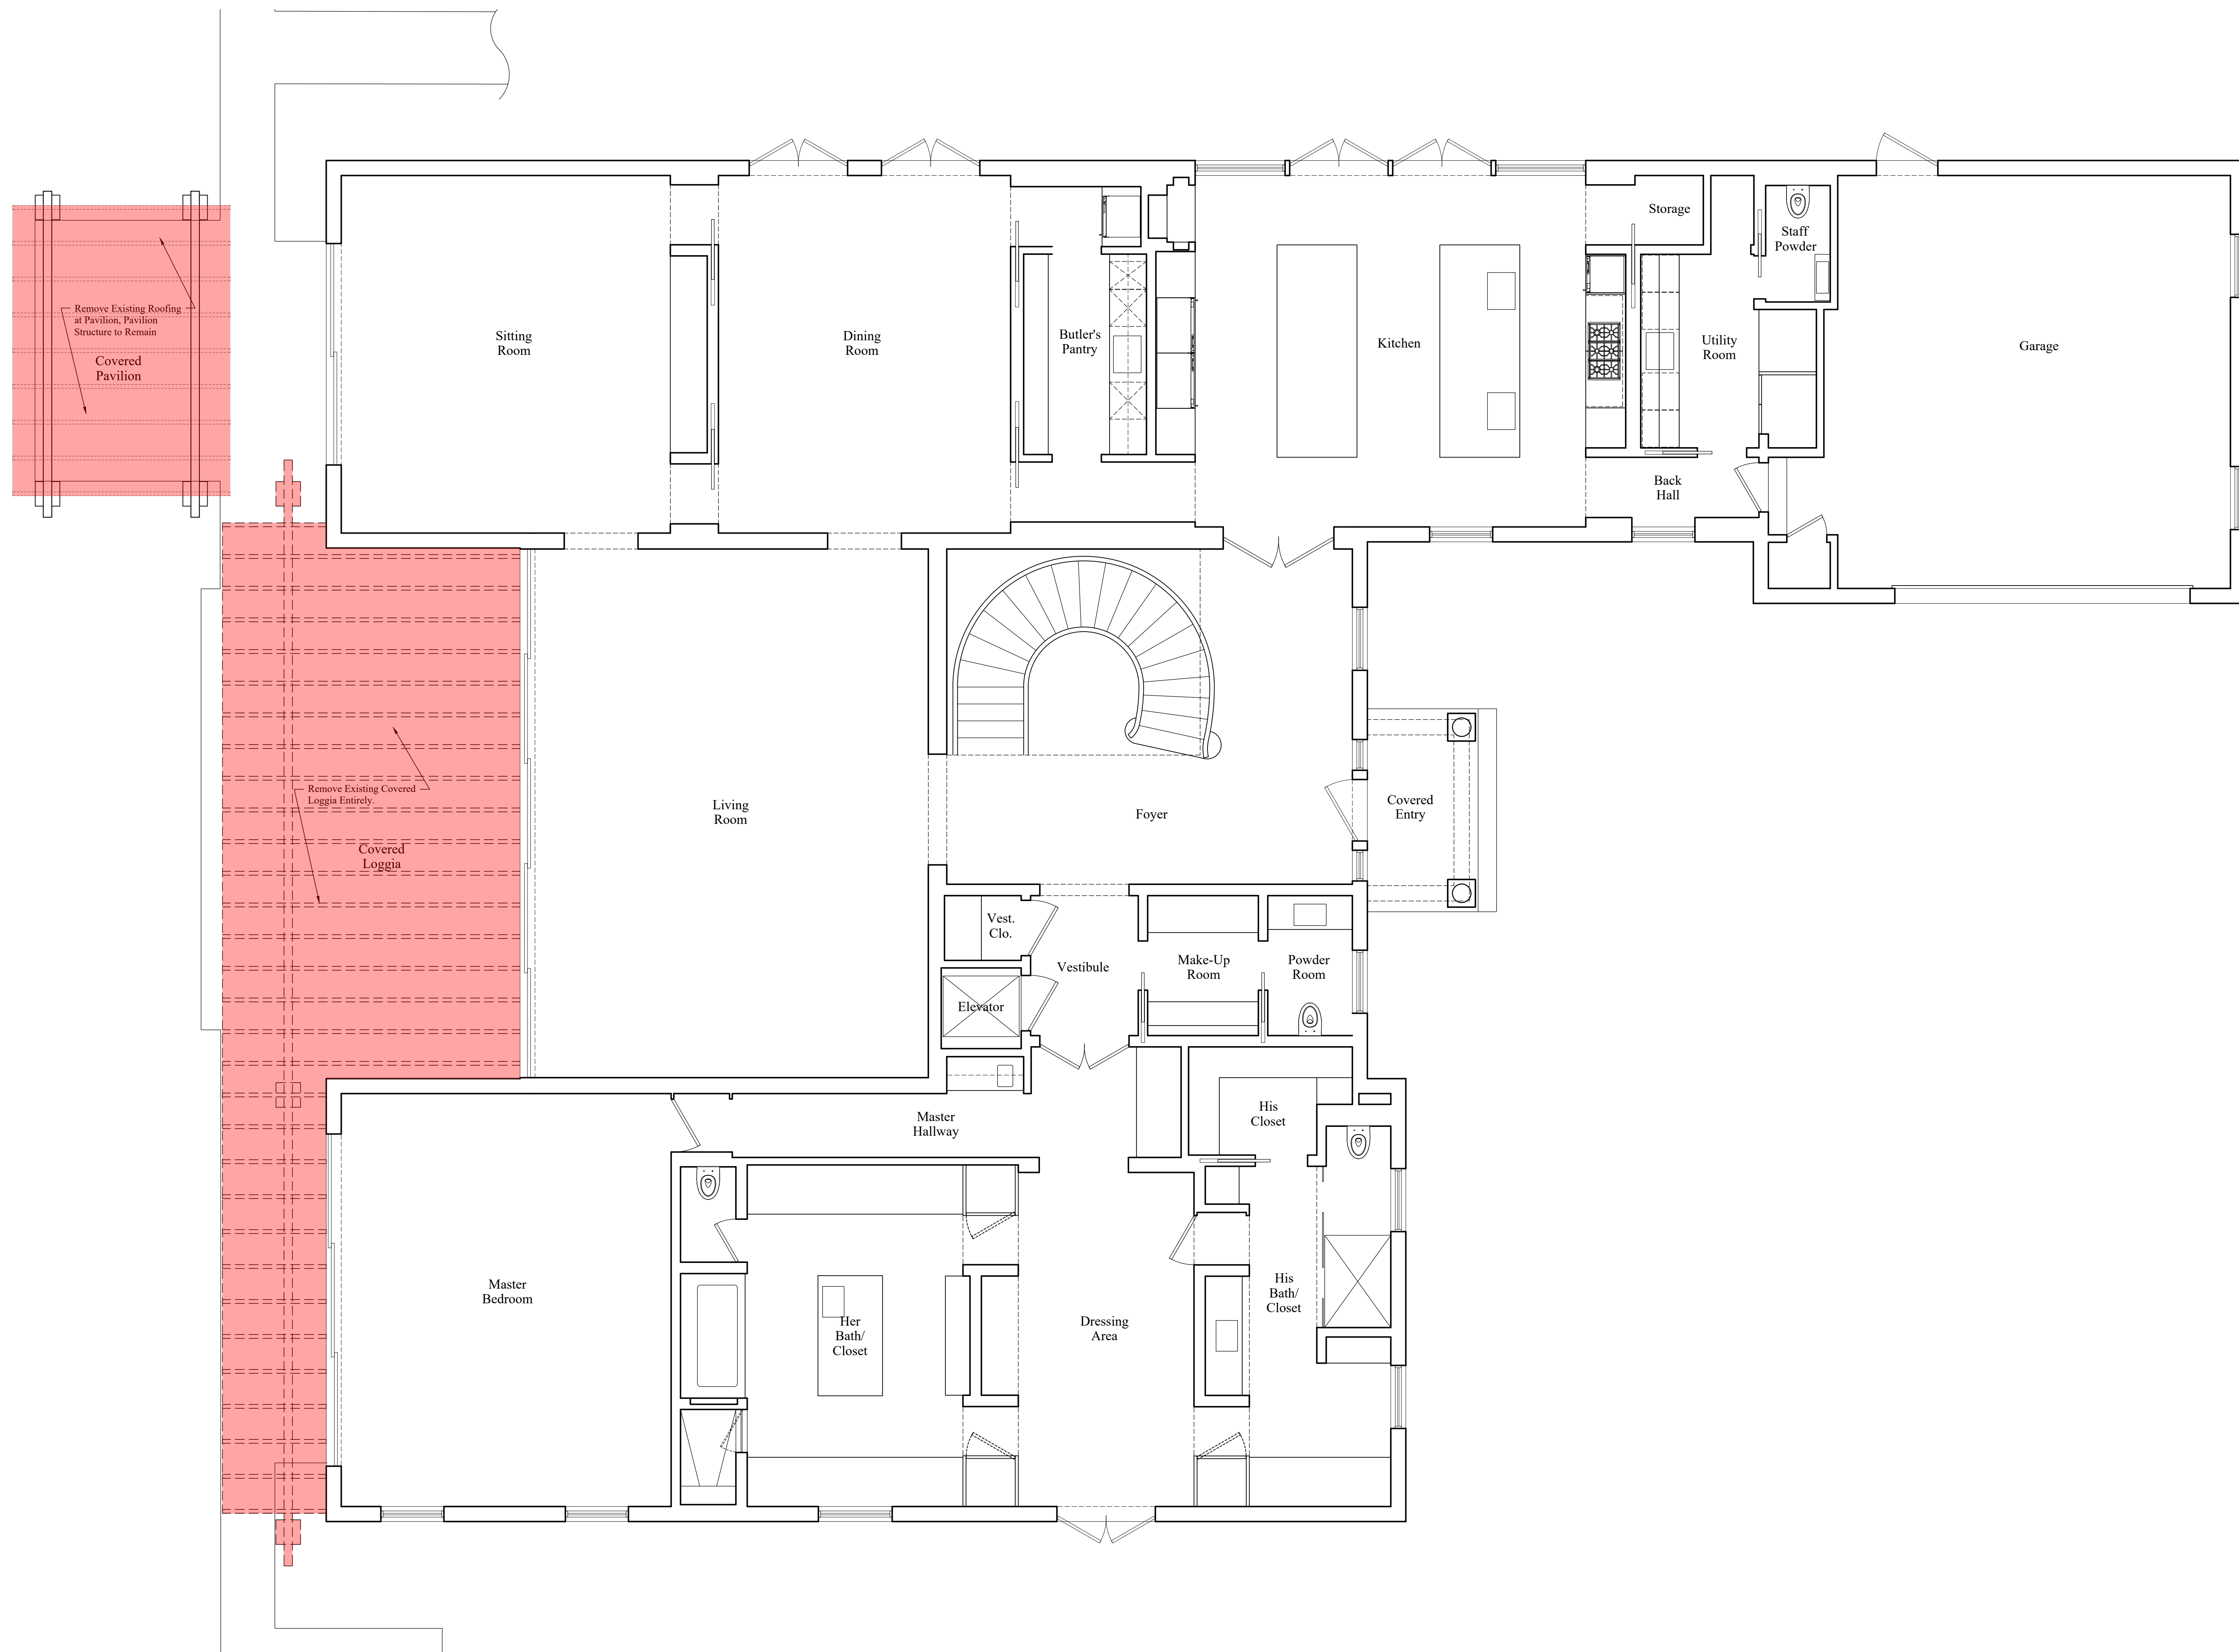 Storage
Staff
Powder
Remove Existing Roofing
at Pavilion, Pavilion
Structure to Remain
Covered
Pavilion
Sitting
Room
Dining
Room
Butler's
Pantry
Kitchen
Utility
Room
Garage
Back
Hall
Remove Existing Covered
Loggia Entirely.
Covered
Loggia
Living
Room
Foyer
Covered
Entry
Vest.
Clo.
Vestibule
Make-Up
Room
Powder
Room
Elevator
Master
Hallway
His
Closet
Master
Bedroom
Her
Bath/
Closet
Dressing
Area
His
Bath/
Closet